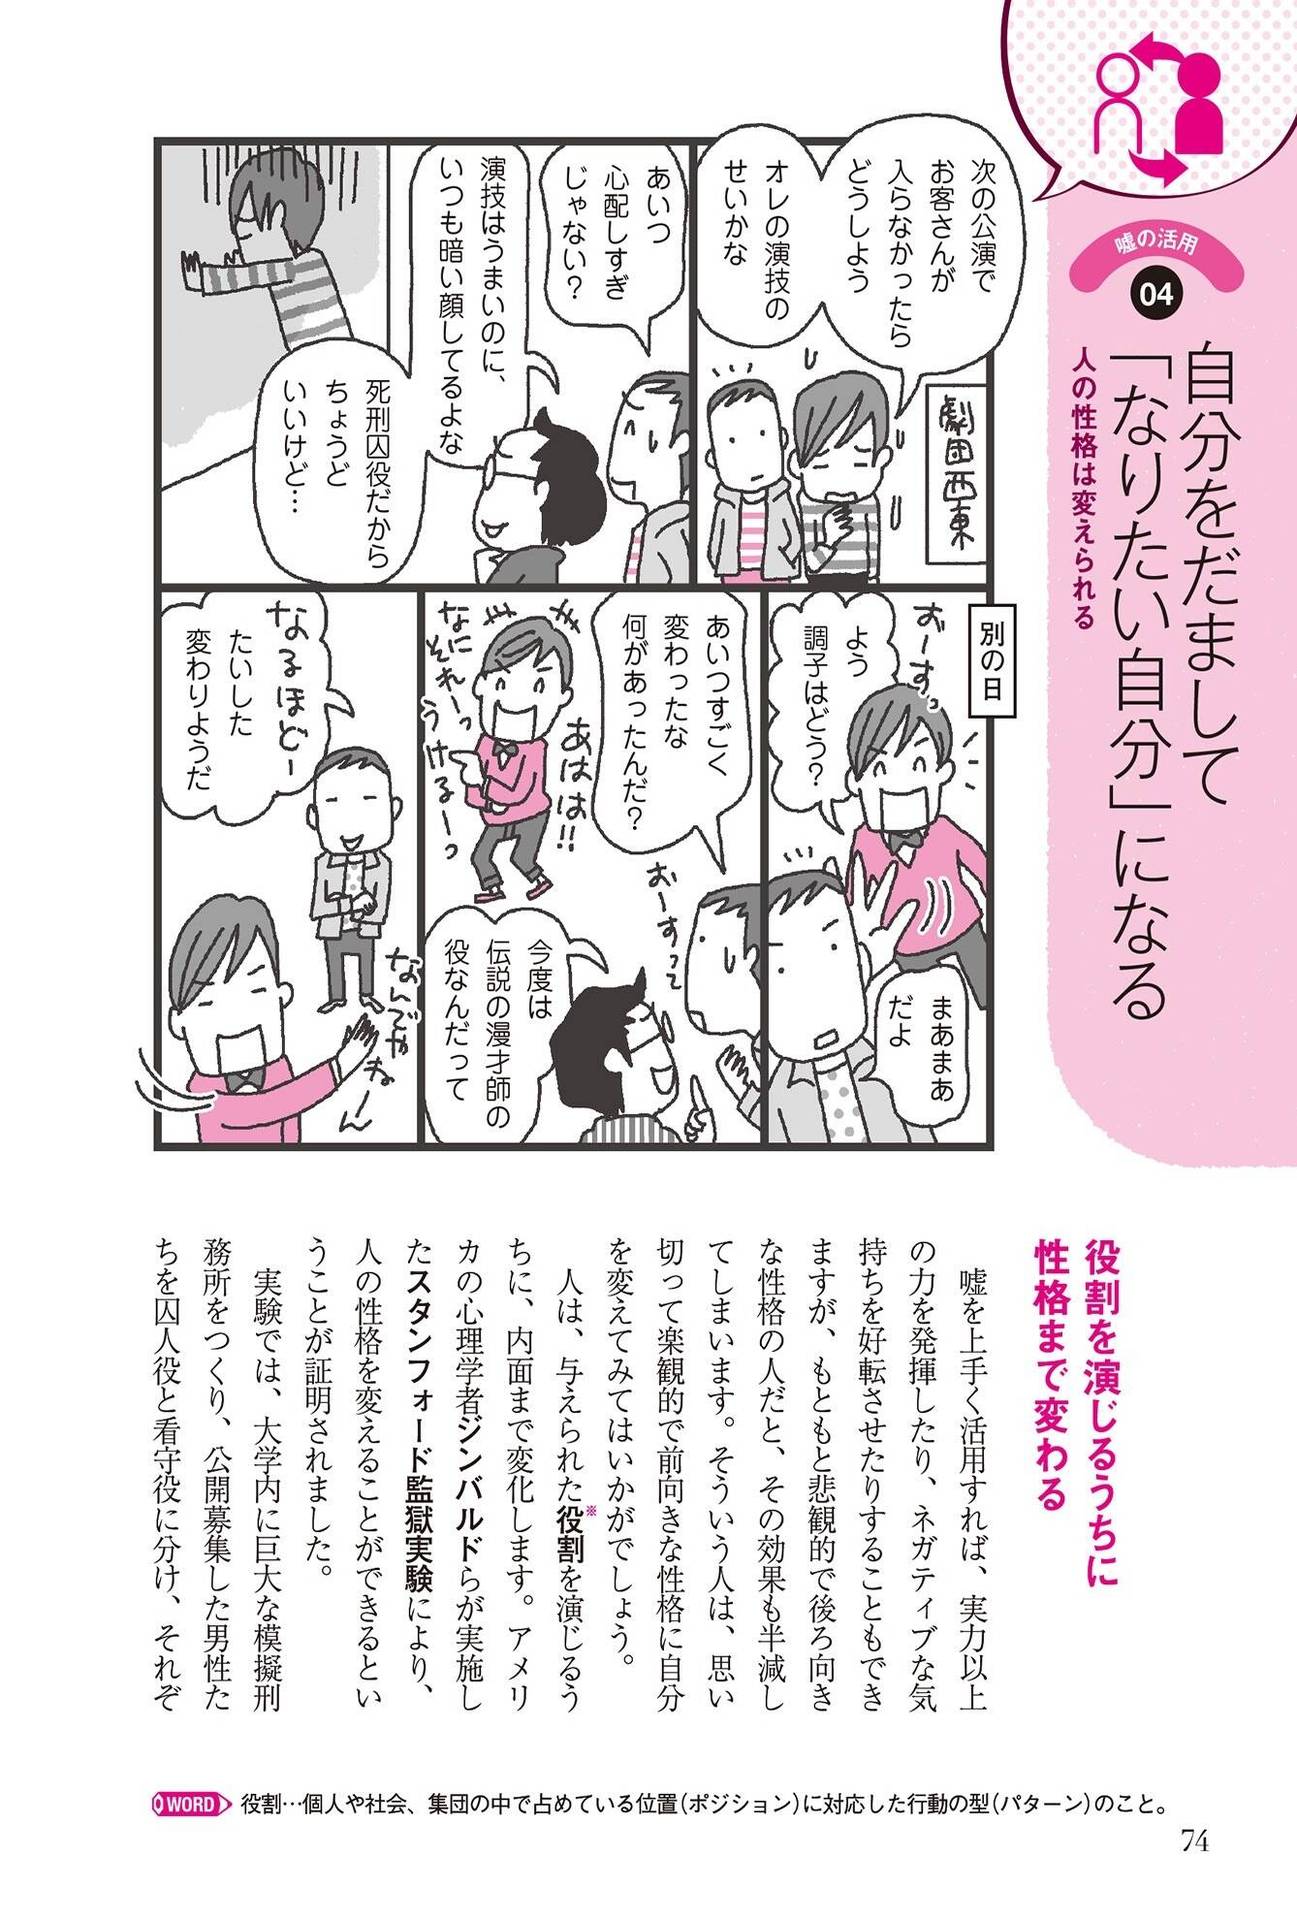 嘘の活用
04
自分をだまして
「なりたい自分」になる
人の性格は変えられる
次の公演で
お客さんが
入らなかったら
どうしよう
オレの演技の
せいかな
劇団西東
あいつ
心配しすぎ
じゃない?
演技はうまいのに、
いつも暗い顔してるよな
死刑囚役だから
ちょうど
いいけど…
別の日
おーすっ
よう
調子はどう?
まあまあ
だよ
あいつすごく
変わったな
何があったんだ?
おーすって
あはは!!
なに
それーっ
うけるーっ
今度は
伝説の漫才師の
役なんだって
なるほどー
たいした
変わりようだ
なんでや
ねーん
役割を演じるうちに
性格まで変わる
嘘を上手く活用すれば、実力以上
の力を発揮したり、ネガティブな気
持ちを好転させたりすることもでき
ますが、もともと悲観的で後ろ向き
な性格の人だと、その効果も半減し
てしまいます。そういう人は、思い
切って楽観的で前向きな性格に自分
を変えてみてはいかがでしょう。
人は、与えられた役割※を演じるう
ちに、内面まで変化します。アメリ
カの心理学者ジンバルドらが実施し
たスタンフォード監獄実験により、
人の性格を変えることができるとい
うことが証明されました。
実験では、大学内に巨大な模擬刑
務所をつくり、公開募集した男性た
ちを囚人役と看守役に分け、それぞ
WORD 役割…個人や社会、集団の中で占めている位置(ポジション)に対応した行動の型(パターン)のこと。
74